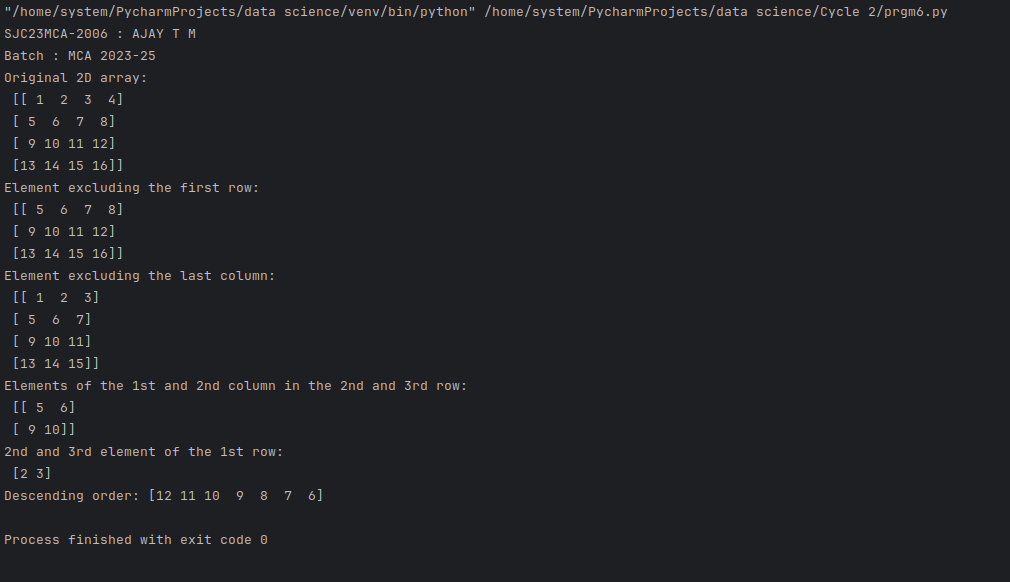 "/home/system/PycharmProjects/data science/venv/bin/python" /home/system/PycharmProjects/data science/Cycle 2/prgm6.py
SJC23MCA-2006 : AJAY T M
Batch : MCA 2023-25
Original 2D array:
 [[ 1  2  3  4]
 [ 5  6  7  8]
 [ 9 10 11 12]
 [13 14 15 16]]
Element excluding the first row:
 [[ 5  6  7  8]
 [ 9 10 11 12]
 [13 14 15 16]]
Element excluding the last column:
 [[ 1  2  3]
 [ 5  6  7]
 [ 9 10 11]
 [13 14 15]]
Elements of the 1st and 2nd column in the 2nd and 3rd row:
 [[ 5  6]
 [ 9 10]]
2nd and 3rd element of the 1st row:
 [2 3]
Descending order: [12 11 10  9  8  7  6]
Process finished with exit code 0